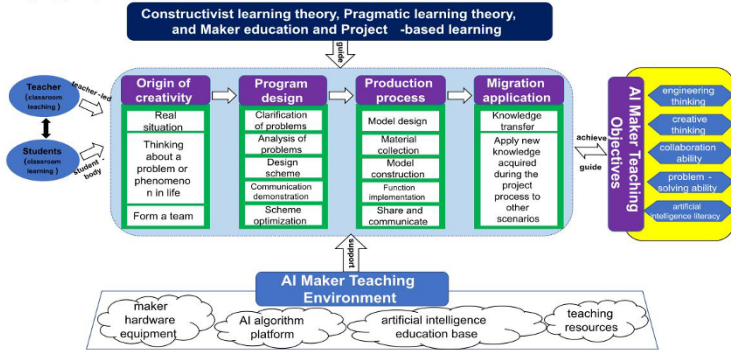 Constructivist learning theory, Pragmatic learning theory,
and Maker education and Project -based learning
guide
Teacher
(classroom
teaching)
teacher-led
Students
(classroom
learning)
student-
body
Origin of
creativity
Real
situation
Thinking
about a
problem or
phenomeno
n in life
Form a team
Program
design
Clarification
of problems
Analysis of
problems
Design
scheme
Communication
demonstration
Scheme
optimization
Production
process
Model design
Material
collection
Model
construction
Function
implementation
Share and
communicate
Migration
application
Knowledge
transfer
Apply new
knowledge
acquired
during the
project
process to
other
scenarios
achieve
guide
AI Maker Teaching
Objectives
engineering
thinking
creative
thinking
collaboration
ability
problem -
solving ability
artificial
intelligence literacy
support
AI Maker Teaching
Environment
maker
hardware
equipment
AI algorithm
platform
artificial intelligence
education base
teaching
resources